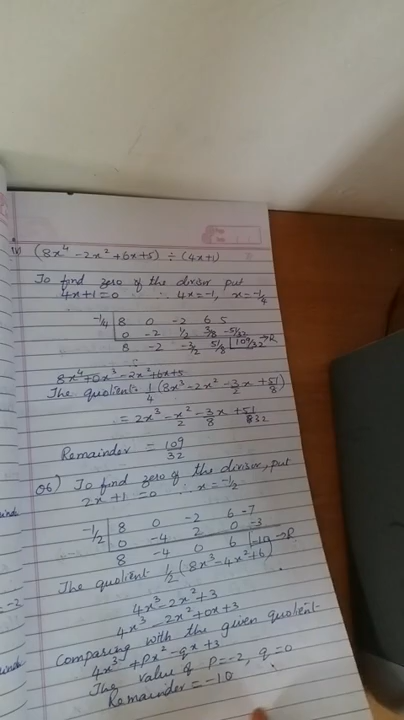 iv) (8x⁴ - 2x² + 6x + 5) ÷ (4x+1)
To find zero of the divisor put
4x+1 = 0 ∴ 4x = -1, x = -1/4
-1/4 | 8 0 -2 6 5
0 -2 1/2 3/8 -51/32
8 -2 -3/2 51/8 | 109/32 → R
∴
8x⁴ + 0x³ - 2x² + 6x + 5
The quotient = 1/4 (8x³ - 2x² - 3/2 x + 51/8)
= 2x³ - x²/2 - 3/8 x + 51/32
Remainder = 109/32
Q6) To find zero of the divisor, put
2x + 1 = 0 ∴ x = -1/2
-1/2 | 8 0 -2 6 -7
0 -4 2 0 -3
8 -4 0 6 |-10 → R
The quotient 1/2 (8x³ - 4x² + 6)
4x³ - 2x² + 3
4x³ - 2x² + 0x + 3
Comparing with the given quotient
4x³ + px² - qx + 3
The value of P = -2, q = 0
Remainder = -10